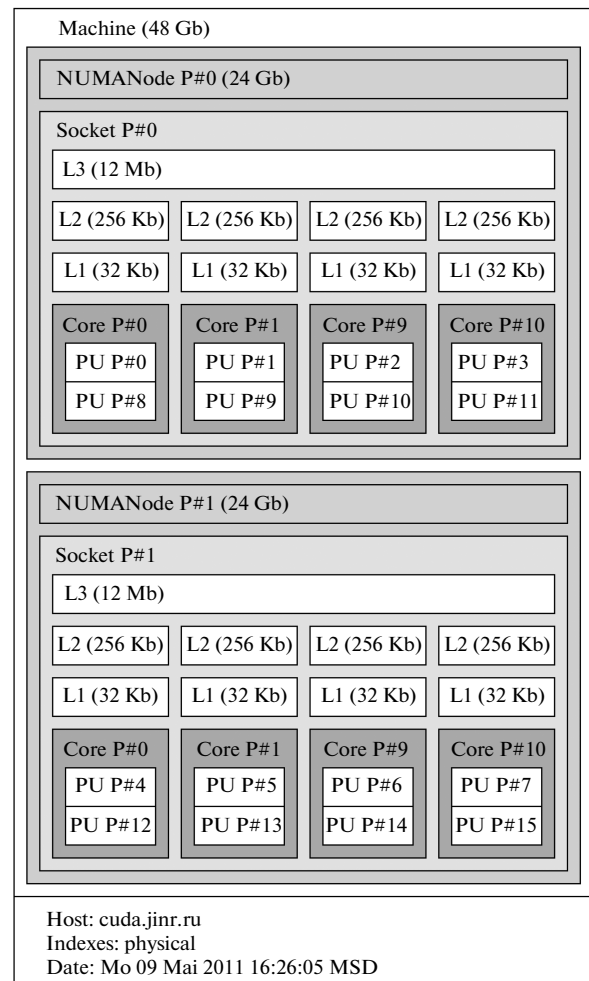 Machine (48 Gb)
NUMANode P#0 (24 Gb)
Socket P#0
L3 (12 Mb)
L2 (256 Kb) L2 (256 Kb) L2 (256 Kb) L2 (256 Kb)
L1 (32 Kb) L1 (32 Kb) L1 (32 Kb) L1 (32 Kb)
Core P#0 Core P#1 Core P#9 Core P#10
PU P#0 PU P#1 PU P#2 PU P#3
PU P#8 PU P#9 PU P#10 PU P#11
NUMANode P#1 (24 Gb)
Socket P#1
L3 (12 Mb)
L2 (256 Kb) L2 (256 Kb) L2 (256 Kb) L2 (256 Kb)
L1 (32 Kb) L1 (32 Kb) L1 (32 Kb) L1 (32 Kb)
Core P#0 Core P#1 Core P#9 Core P#10
PU P#4 PU P#5 PU P#6 PU P#7
PU P#12 PU P#13 PU P#14 PU P#15
Host: cuda.jinr.ru
Indexes: physical
Date: Mo 09 Mai 2011 16:26:05 MSD